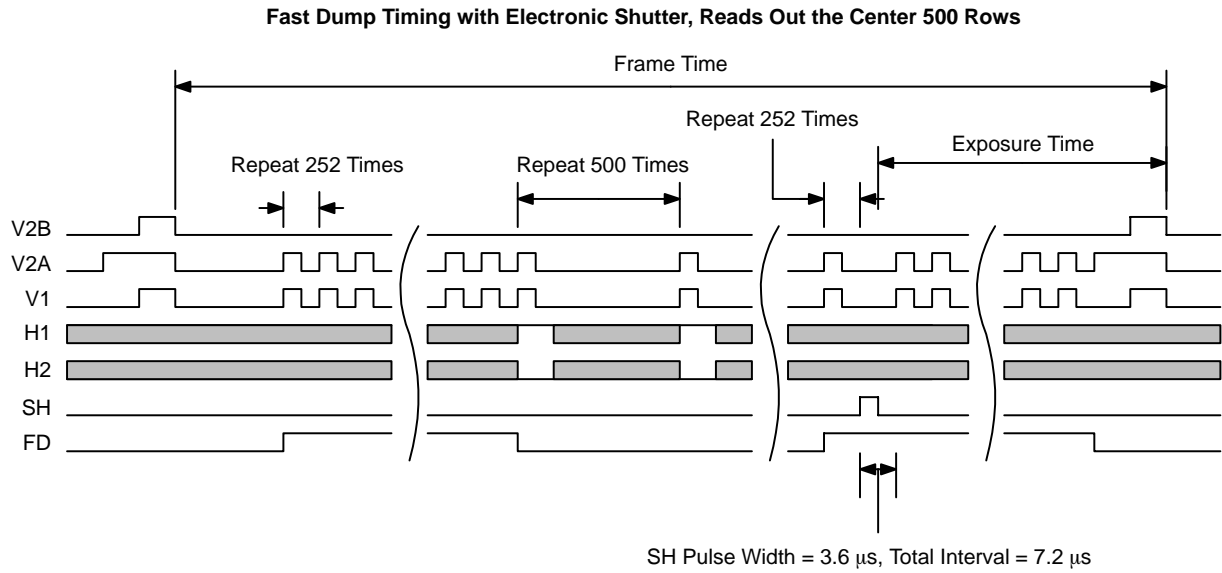 Fast Dump Timing with Electronic Shutter, Reads Out the Center 500 Rows
Frame Time
Repeat 252 Times
Exposure Time
Repeat 252 Times
Repeat 500 Times
V2B
V2A
V1
H1
H2
SH
FD
SH Pulse Width = 3.6 μs, Total Interval = 7.2 μs